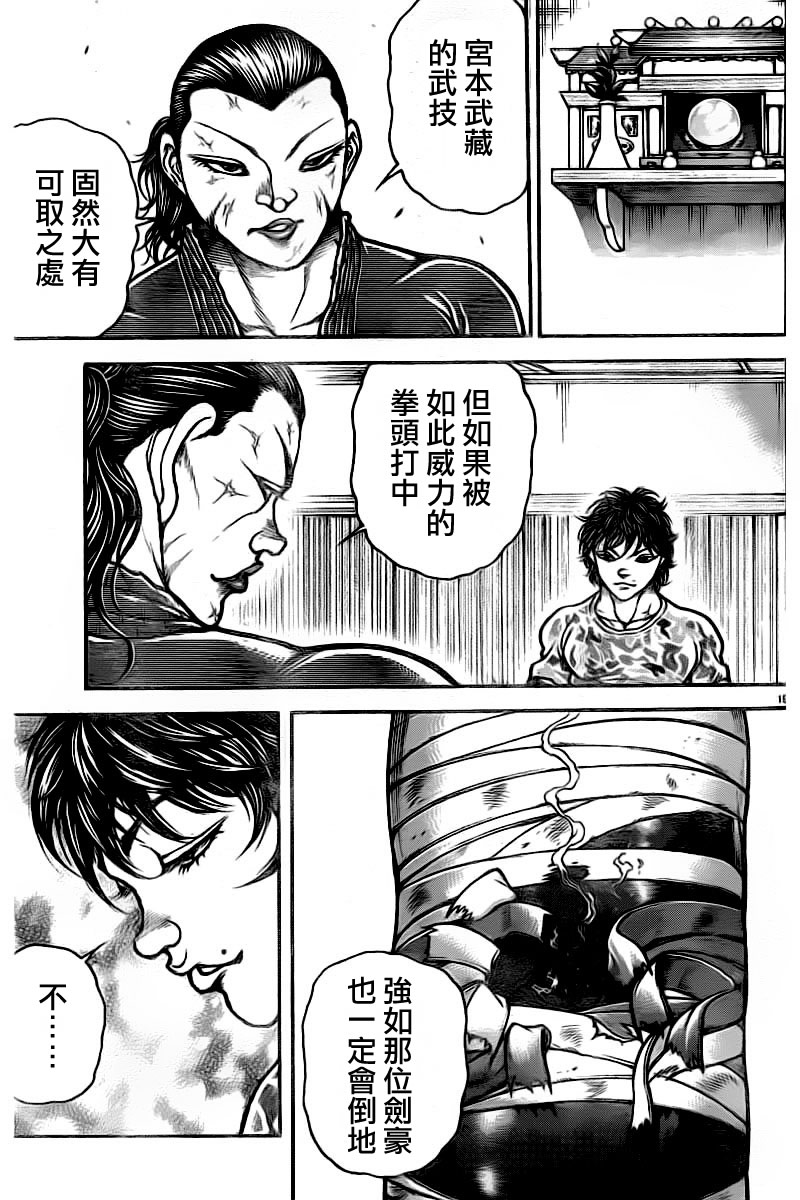 宮本武藏
的武技
固然大有
可取之處
但如果被
如此威力的
拳頭打中
強如那位劍豪
也一定會倒地
不……